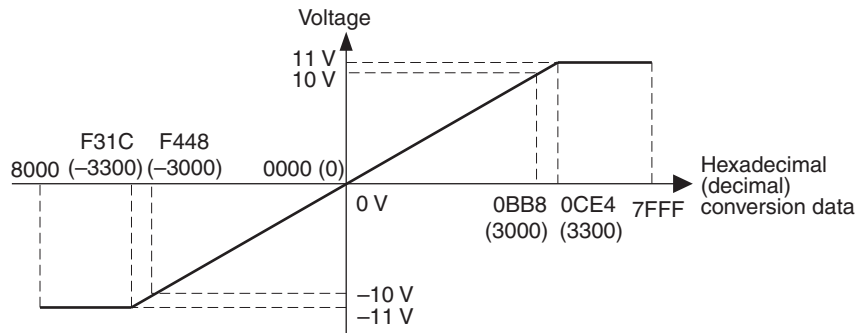 Voltage
11 V
10 V
F31C
(–3300)
F448
(–3000)
8000
0000 (0)
Hexadecimal
(decimal)
conversion data
0 V
0BB8
(3000)
0CE4
(3300)
7FFF
–10 V
–11 V